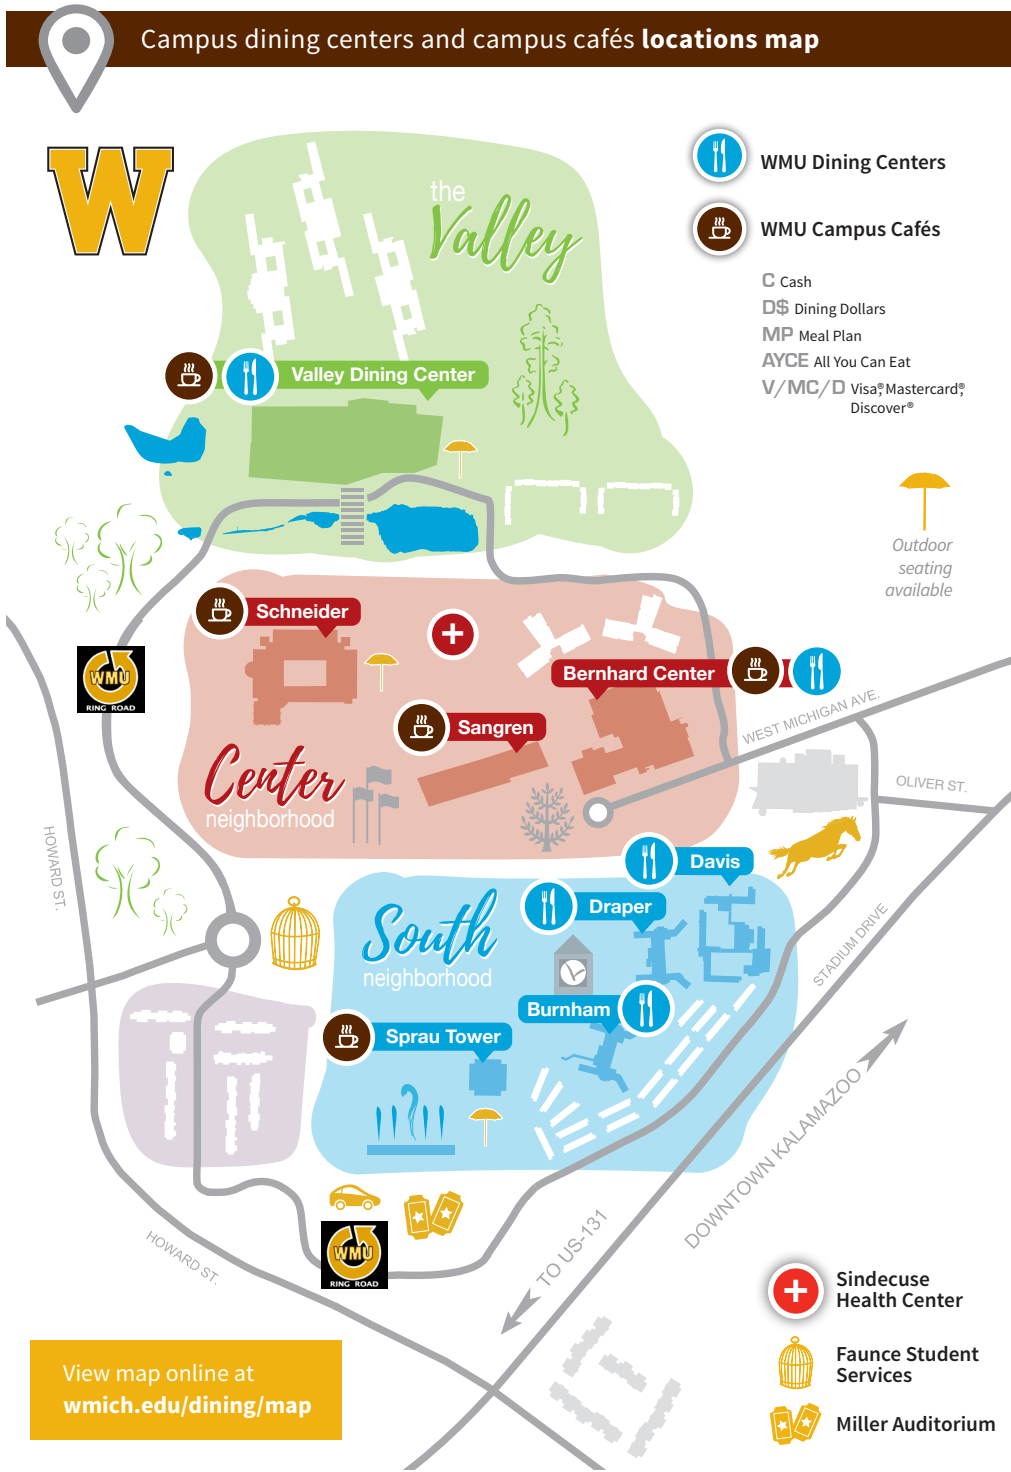 Campus dining centers and campus cafés locations map
W
the
Valley
WMU Dining Centers
WMU Campus Cafés
C Cash
D$ Dining Dollars
MP Meal Plan
AYCE All You Can Eat
V/MC/D Visa®, Mastercard®,
Discover®
Valley Dining Center
Outdoor
seating
available
Schneider
WMU
RING ROAD
Bernhard Center
Sangren
WEST MICHIGAN AVE.
Center
neighborhood
OLIVER ST.
HOWARD ST.
Davis
Draper
South
neighborhood
STADIUM DRIVE
Burnham
Sprau Tower
DOWNTOWN KALAMAZOO
TO US-131
HOWARD ST.
WMU
RING ROAD
Sindecuse
Health Center
Faunce Student
Services
Miller Auditorium
View map online at
wmich.edu/dining/map